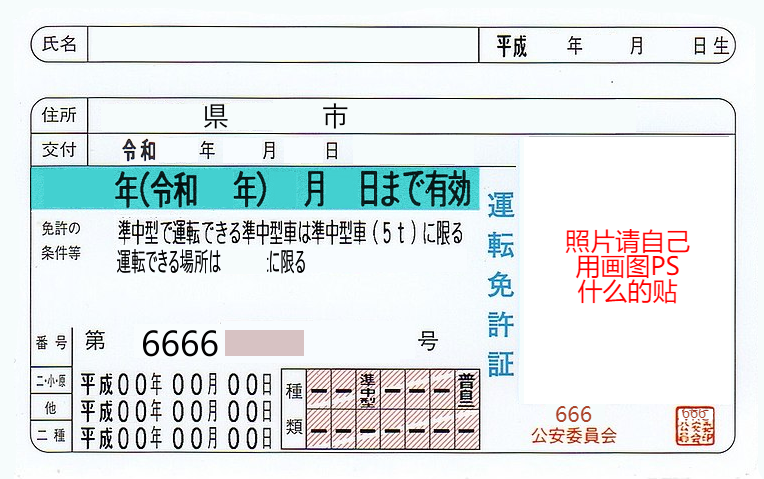 氏名 平成 年 月 日生
住所 県 市
交付 令和 年 月 日
年(令和 年) 月 日まで有効
免許の
条件等
準中型で運転できる準中型車は準中型車(5t)に限る
運転できる場所は に限る
運転免許証
照片请自己
用画图PS
什么的贴
番号 第 6666 号
二・小・原 平成00年 00月 00日
他 平成00年 00月 00日
二種 平成00年 00月 00日
種類
準中型
普自二
666
公安委員会
666